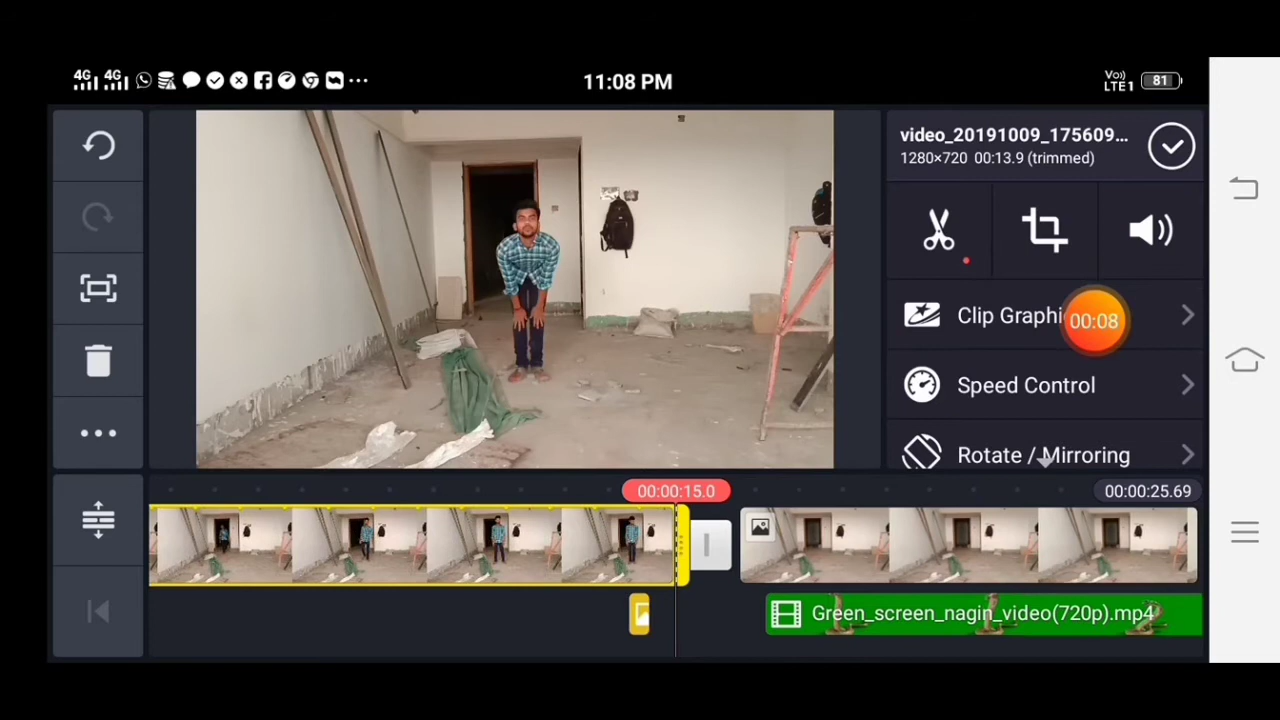 4G 4G 11:08 PM Vo) LTE1 81
video_20191009_175609...
1280×720 00:13.9 (trimmed)
Clip Graphi
00:08
Speed Control
Rotate / Mirroring
00:00:15.0
00:00:25.69
Green_screen_nagin_video(720p).mp4